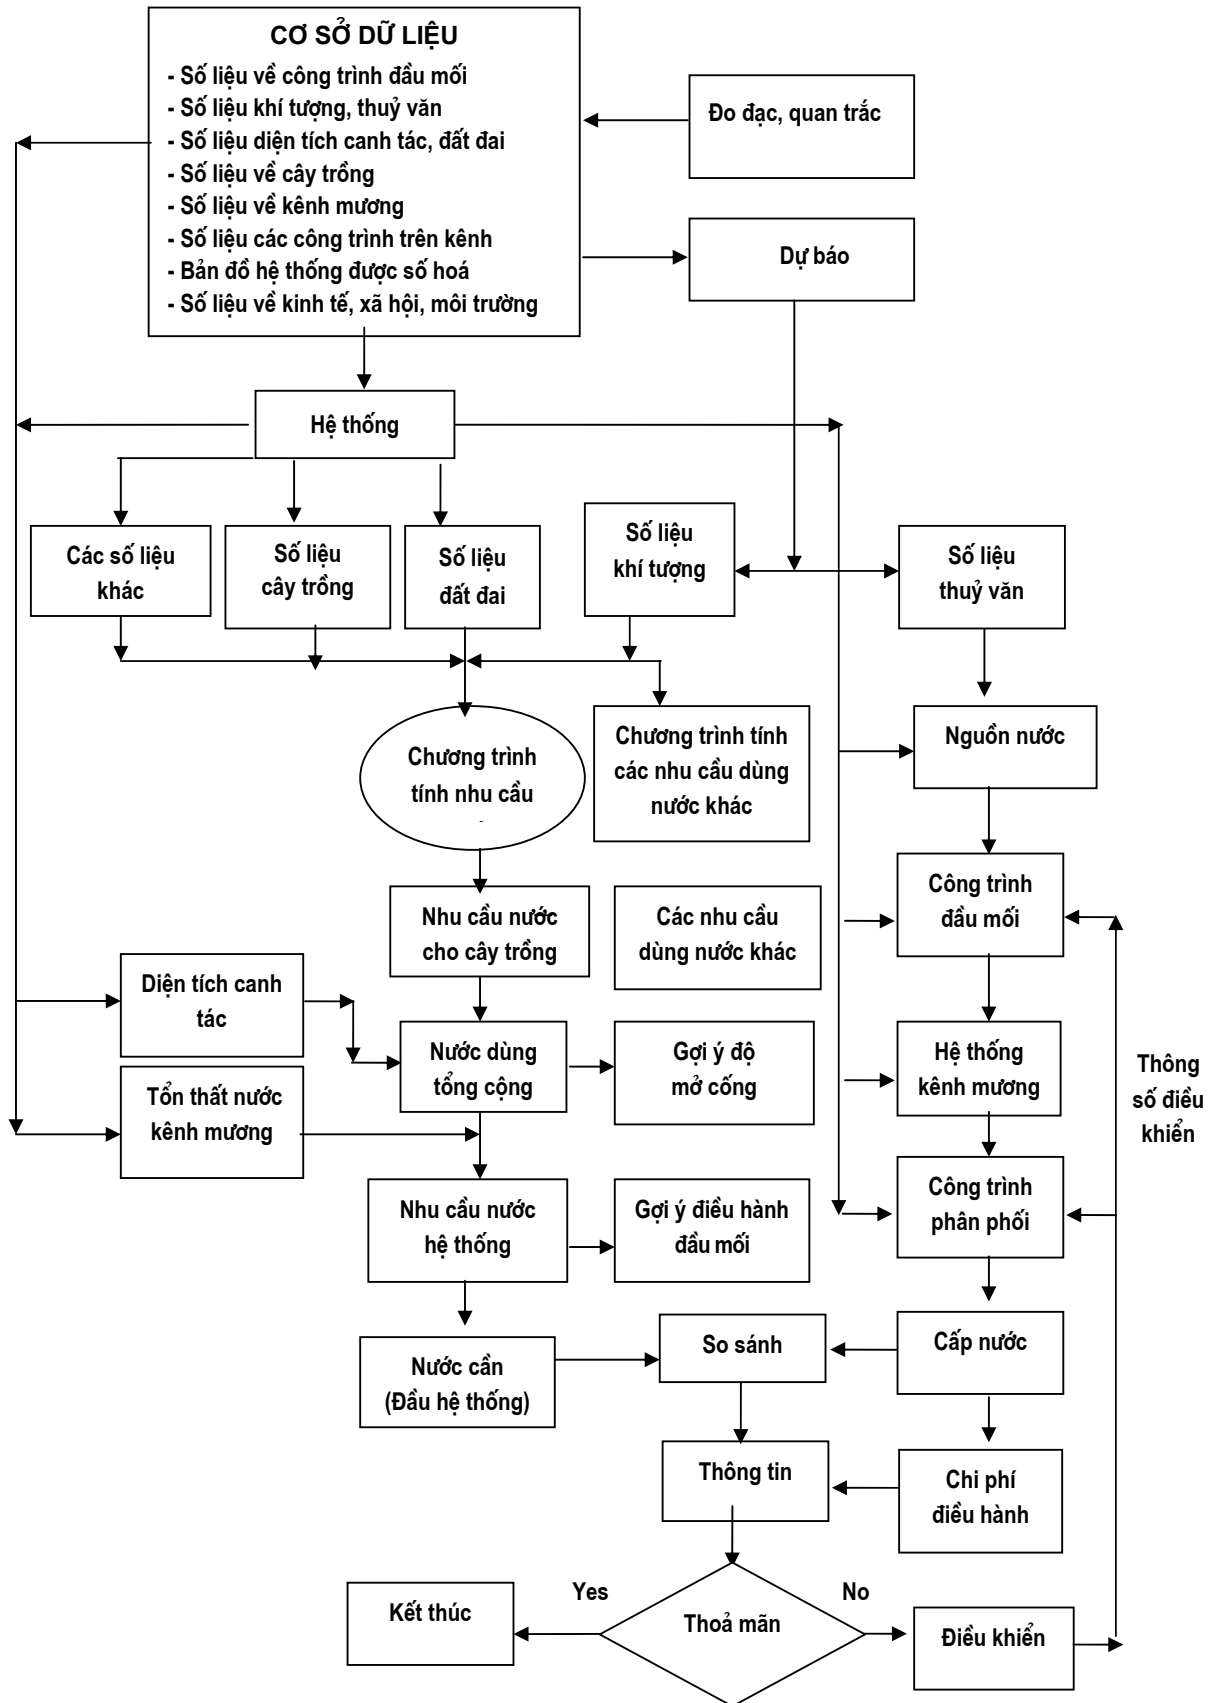 CƠ SỞ DỮ LIỆU
- Số liệu về công trình đầu mối
- Số liệu khí tượng, thuỷ văn
- Số liệu diện tích canh tác, đất đai
- Số liệu về cây trồng
- Số liệu về kênh mương
- Số liệu các công trình trên kênh
- Bản đồ hệ thống được số hoá
- Số liệu về kinh tế, xã hội, môi trường
Đo đạc, quan trắc
Dự báo
Hệ thống
Các số liệu
khác
Số liệu
cây trồng
Số liệu
đất đai
Số liệu
khí tượng
Số liệu
thuỷ văn
Chương trình
tính nhu cầu
Chương trình tính
các nhu cầu dùng
nước khác
Nguồn nước
Nhu cầu nước
cho cây trồng
Các nhu cầu
dùng nước khác
Công trình
đầu mối
Diện tích canh
tác
Nước dùng
tổng cộng
Gợi ý độ
mở cống
Hệ thống
kênh mương
Thông
số điều
khiển
Tổn thất nước
kênh mương
Nhu cầu nước
hệ thống
Gợi ý điều hành
đầu mối
Công trình
phân phối
Nước cần
(Đầu hệ thống)
So sánh
Cấp nước
Thông tin
Chi phí
điều hành
Yes
No
Kết thúc
Thoả mãn
Điều khiển